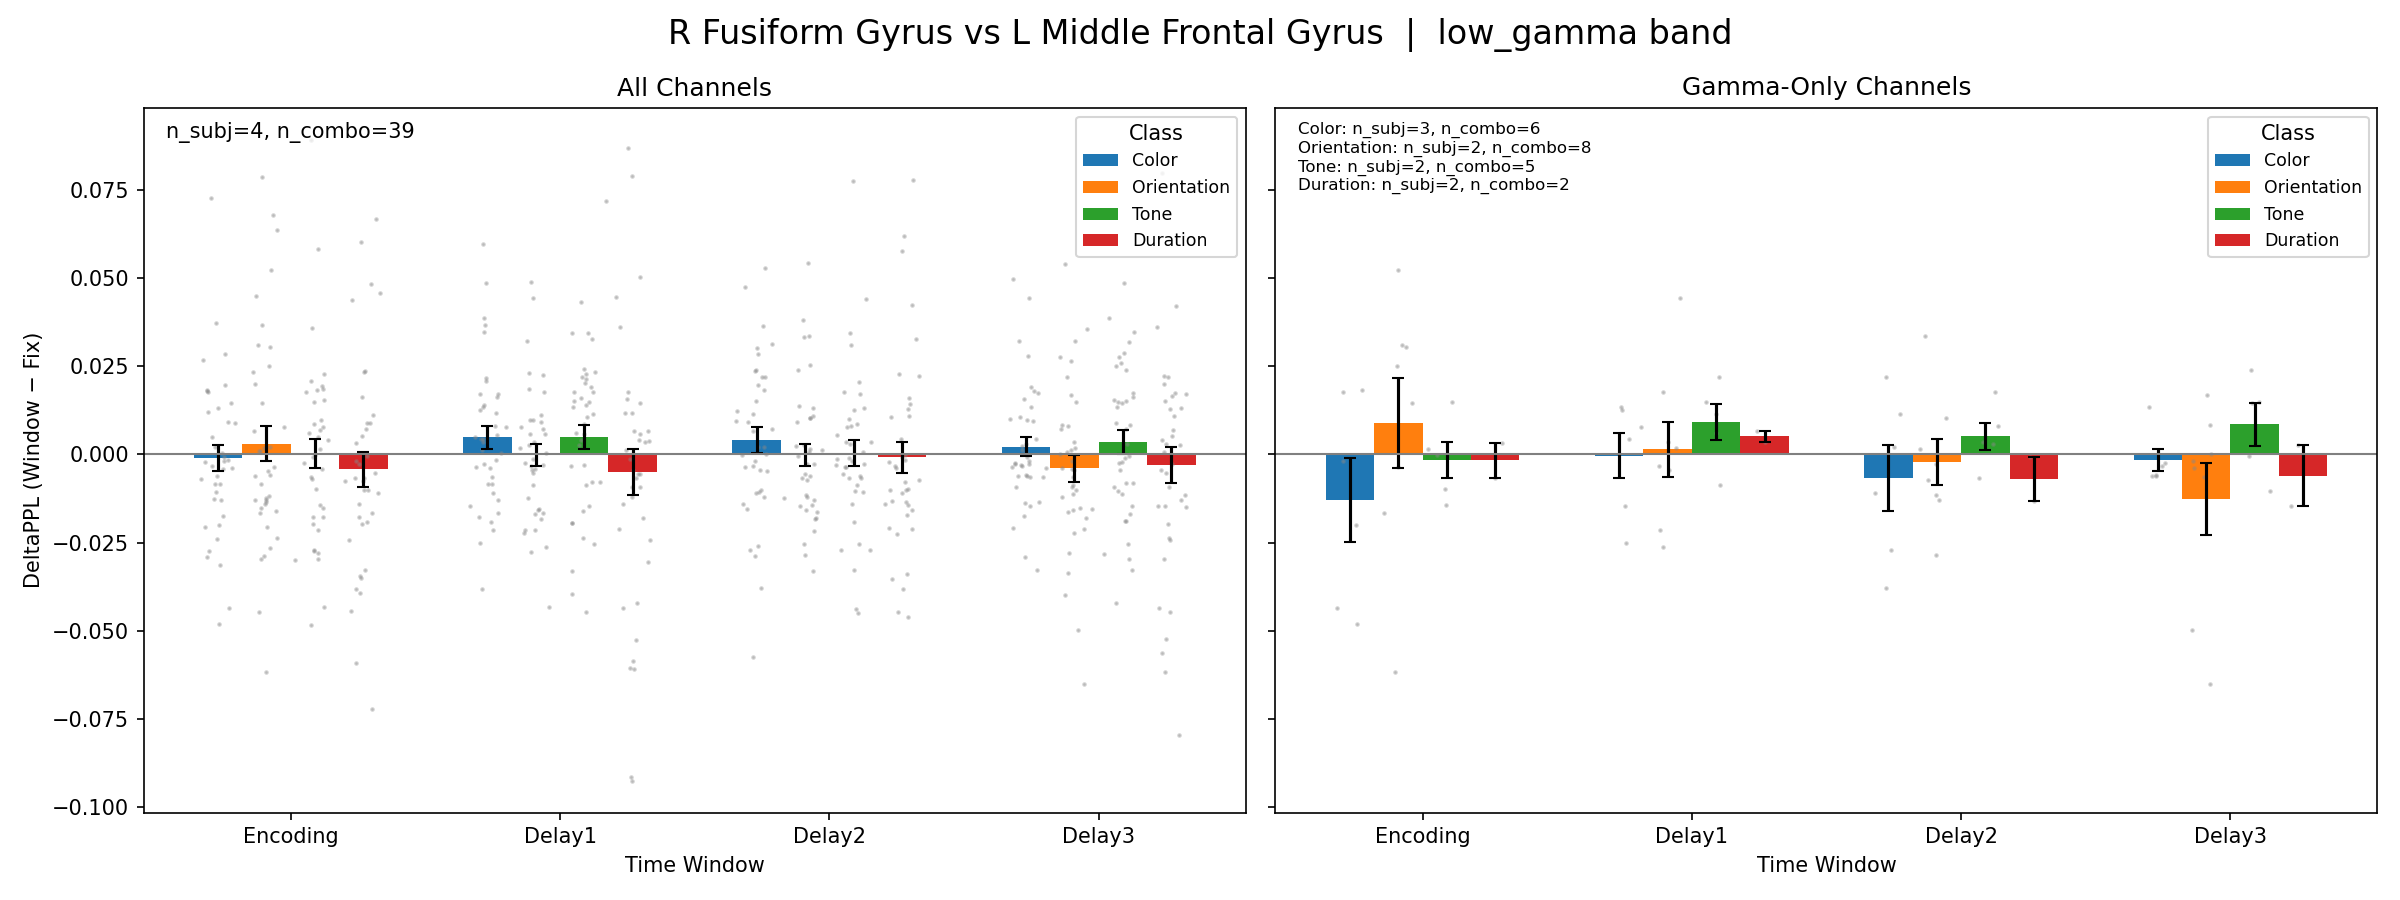 R Fusiform Gyrus vs L Middle Frontal Gyrus | low_gamma band
All Channels
n_subj=4, n_combo=39
Class
Color
Orientation
Tone
Duration
DeltaPPL (Window − Fix)
0.075
0.050
0.025
0.000
−0.025
−0.050
−0.075
−0.100
Encoding
Delay1
Delay2
Delay3
Time Window
Gamma-Only Channels
Color: n_subj=3, n_combo=6
Orientation: n_subj=2, n_combo=8
Tone: n_subj=2, n_combo=5
Duration: n_subj=2, n_combo=2
Class
Color
Orientation
Tone
Duration
Encoding
Delay1
Delay2
Delay3
Time Window